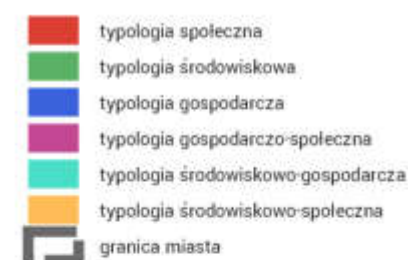 typologia społeczna
typologia środowiskowa
typologia gospodarcza
typologia gospodarczo-społeczna
typologia środowiskowo-gospodarcza
typologia środowiskowo-społeczna
granica miasta